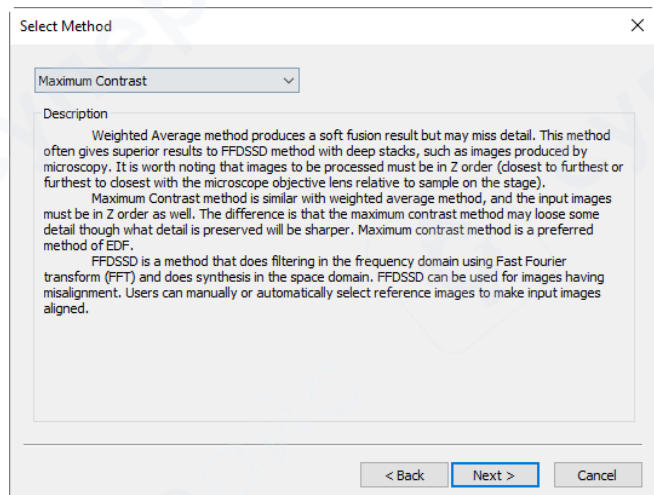 Select Method
Maximum Contrast
Description
Weighted Average method produces a soft fusion result but may miss detail. This method
often gives superior results to FFDSSD method with deep stacks, such as images produced by
microscopy. It is worth noting that images to be processed must be in Z order (closest to furthest or
furthest to closest with the microscope objective lens relative to sample on the stage).
Maximum Contrast method is similar with weighted average method, and the input images
must be in Z order as well. The difference is that the maximum contrast method may loose some
detail though what detail is preserved will be sharper. Maximum contrast method is a preferred
method of EDF.
FFDSSD is a method that does filtering in the frequency domain using Fast Fourier
transform (FFT) and does synthesis in the space domain. FFDSSD can be used for images having
misalignment. Users can manually or automatically select reference images to make input images
aligned.
< Back Next > Cancel